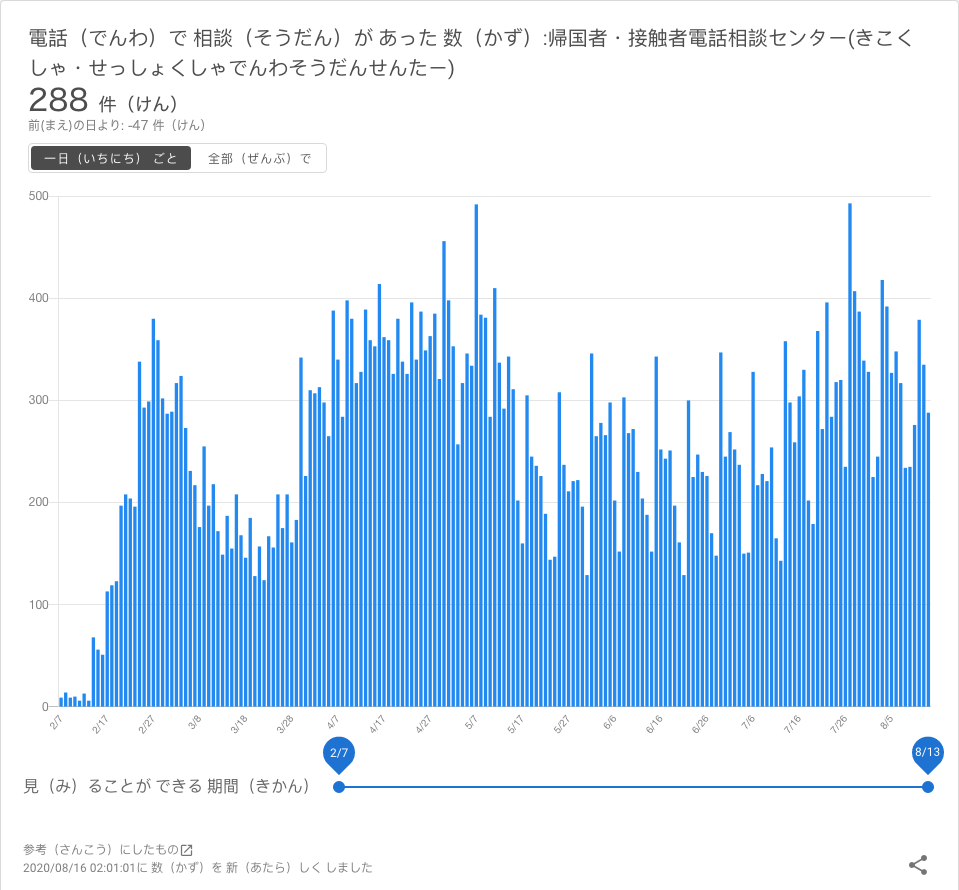 電話（でんわ）で 相談（そうだん）が あった 数（かず）:帰国者・接触者電話相談センター(きこく
しゃ・せっしょくしゃでんわそうだんせんたー)
288 件（けん）
前(まえ)の日より: -47 件（けん）
一日（いちにち） ごと 全部（ぜんぶ）で
500
400
300
200
100
0
2/7 2/17 2/27 3/8 3/18 3/28 4/7 4/17 4/27 5/7 5/17 5/27 6/6 6/16 6/26 7/6 7/16 7/26 8/5
2/7 8/13
見（み）ることが できる 期間（きかん）
参考（さんこう）にしたもの
2020/08/16 02:01:01に 数（かず）を 新（あたら）しく しました